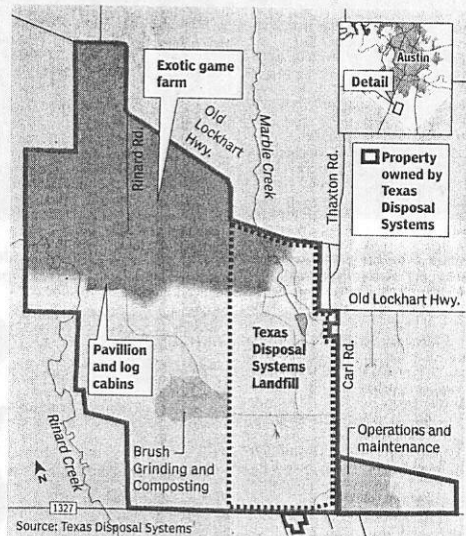 Exotic game
farm
Old
Lockhart
Hwy.
Rinard Rd.
Marble Creek
Thaxton Rd.
Austin
Detail
Property
owned by
Texas
Disposal
Systems
Old Lockhart Hwy.
Pavillion
and log
cabins
Texas
Disposal
Systems
Landfill
Carl Rd.
Rinard Creek
Brush
Grinding and
Composting
Operations and
maintenance
N
1327
Source: Texas Disposal Systems